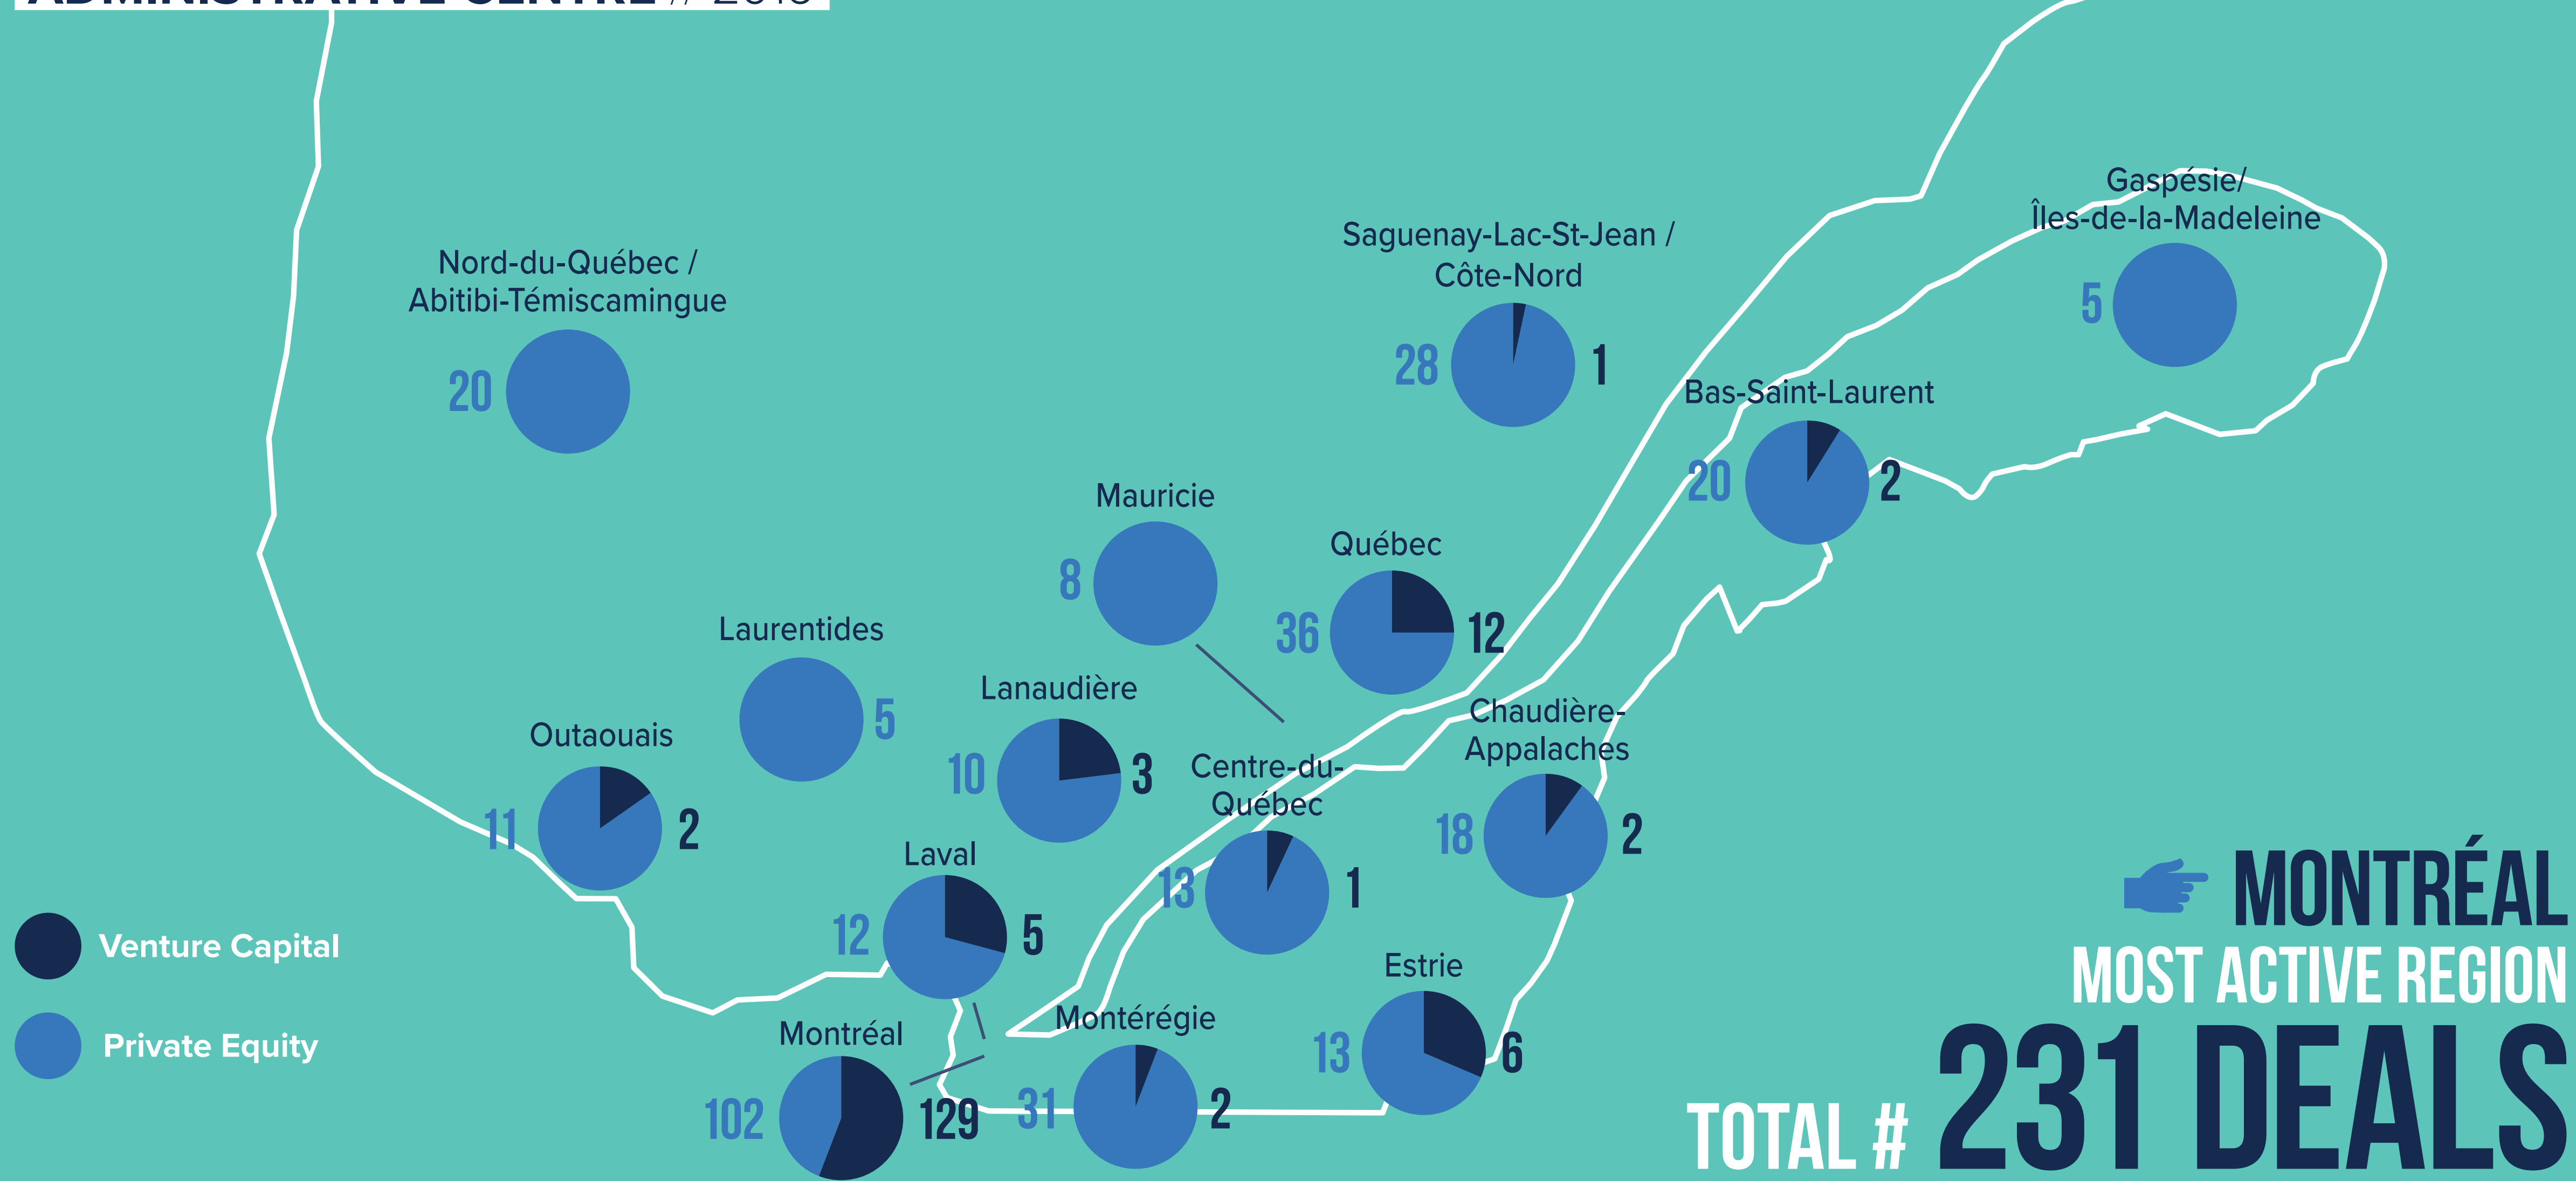 ADMINISTRATIVE CENTRE // 2018
Gaspésie/
Îles-de-la-Madeleine
5
Saguenay-Lac-St-Jean /
Côte-Nord
28
1
Nord-du-Québec /
Abitibi-Témiscamingue
20
Bas-Saint-Laurent
20
2
Mauricie
8
Québec
36
12
Laurentides
5
Lanaudière
10
3
Chaudière-
Appalaches
18
2
Outaouais
11
2
Centre-du-
Québec
13
1
Laval
12
5
Estrie
13
6
Montréal
102
129
Montérégie
31
2
Venture Capital
Private Equity
MONTRÉAL
MOST ACTIVE REGION
TOTAL # 231 DEALS